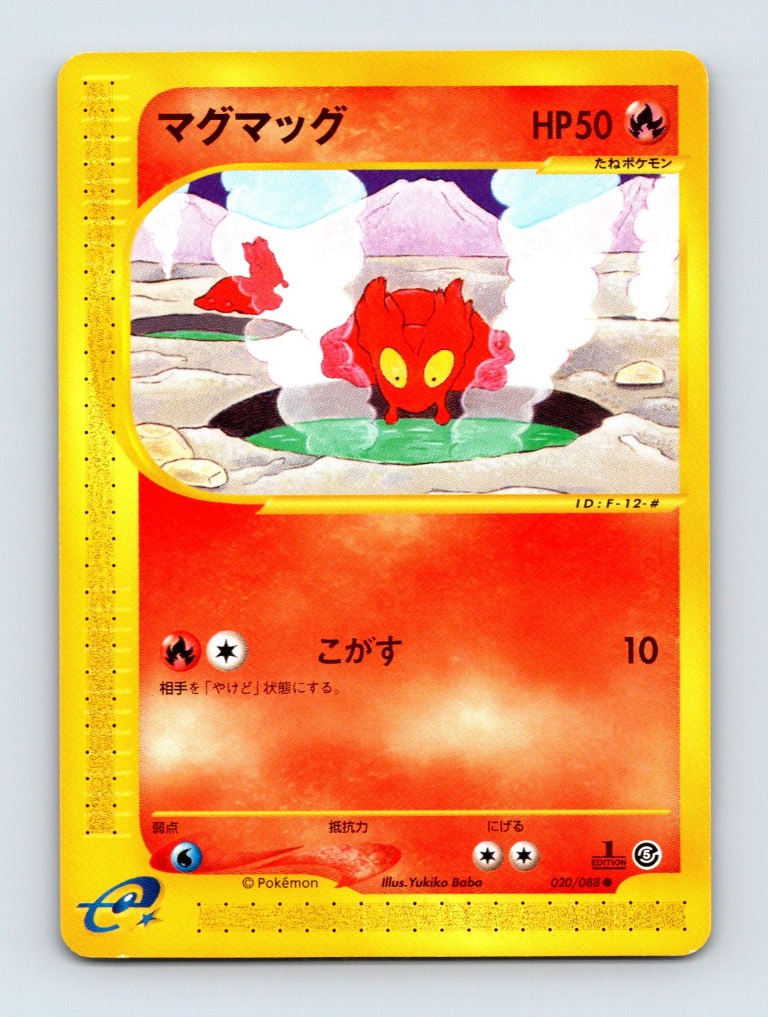 マグマッグ HP50
たねポケモン
ID:F-12-#
こがす 10
相手を「やけど」状態にする。
弱点 抵抗力 にげる
© Pokémon Illus. Yukiko Baba 020/088 ●
1 EDITION
5
e